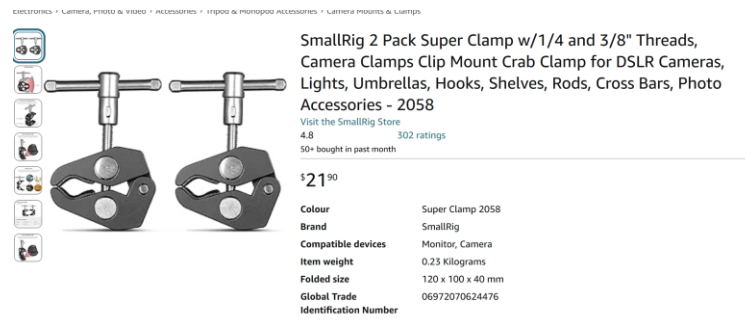 Electronics › Camera, Photo & Video › Accessories › Tripod & Monopod Accessories › Camera Mounts & Clamps
SmallRig 2 Pack Super Clamp w/1/4 and 3/8" Threads,
Camera Clamps Clip Mount Crab Clamp for DSLR Cameras,
Lights, Umbrellas, Hooks, Shelves, Rods, Cross Bars, Photo
Accessories - 2058
Visit the SmallRig Store
4.8 302 ratings
50+ bought in past month
$21 90
Colour Super Clamp 2058
Brand SmallRig
Compatible devices Monitor, Camera
Item weight 0.23 Kilograms
Folded size 120 x 100 x 40 mm
Global Trade 06972070624476
Identification Number